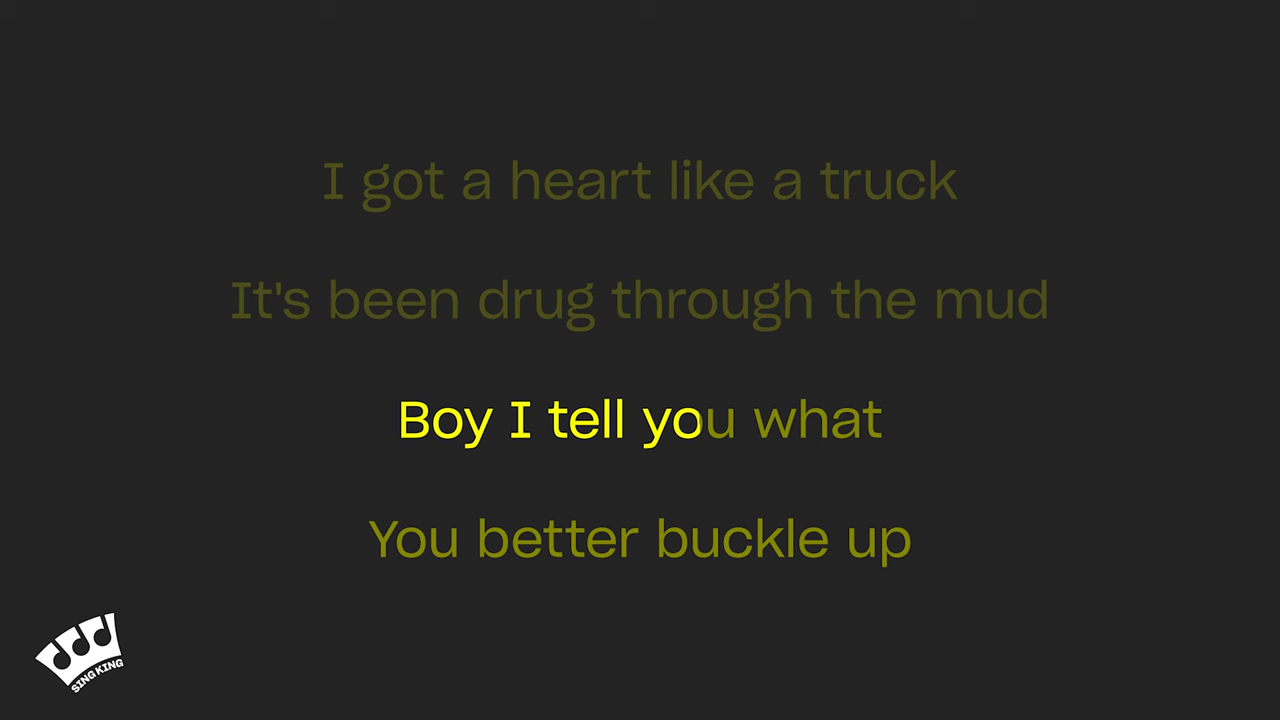 I got a heart like a truck
It's been drug through the mud
Boy I tell you what
You better buckle up
SING KING